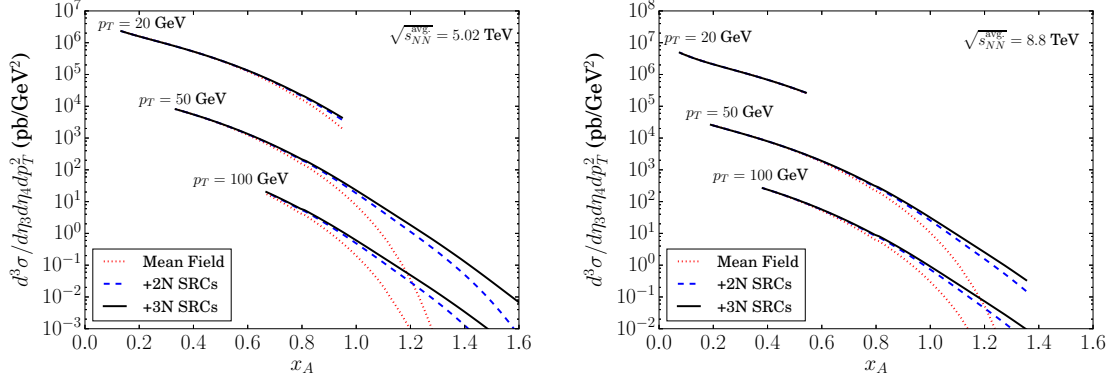 10^7
10^6
10^5
10^4
10^3
10^2
10^1
10^0
10^{-1}
10^{-2}
10^{-3}
d^3σ/dη_3dη_4dp_T^2 (pb/GeV^2)
p_T = 20 GeV
√s_{NN}^{avg.} = 5.02 TeV
p_T = 50 GeV
p_T = 100 GeV
Mean Field
+2N SRCs
+3N SRCs
0.0 0.2 0.4 0.6 0.8 1.0 1.2 1.4 1.6
x_A
10^7
10^6
10^5
10^4
10^3
10^2
10^1
10^0
10^{-1}
10^{-2}
d^3σ/dη_3dη_4dp_T^2 (pb/GeV^2)
p_T = 20 GeV
√s_{NN}^{avg.} = 8.8 TeV
p_T = 50 GeV
p_T = 100 GeV
Mean Field
+2N SRCs
+3N SRCs
0.0 0.2 0.4 0.6 0.8 1.0 1.2 1.4 1.6
x_A